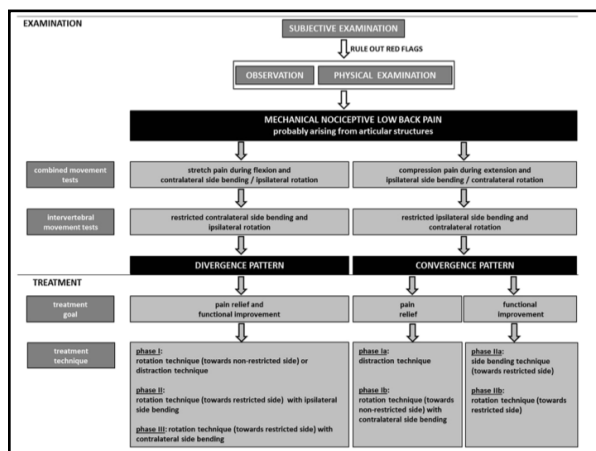 EXAMINATION
SUBJECTIVE EXAMINATION
RULE OUT RED FLAGS
OBSERVATION
PHYSICAL EXAMINATION
MECHANICAL NOCICEPTIVE LOW BACK PAIN
probably arising from articular structures
combined movement
tests
stretch pain during flexion and
contralateral side bending / ipsilateral rotation
compression pain during extension and
ipsilateral side bending / contralateral rotation
intervertebral
movement tests
restricted contralateral side bending and
ipsilateral rotation
restricted ipsilateral side bending and
contralateral rotation
DIVERGENCE PATTERN
CONVERGENCE PATTERN
TREATMENT
treatment
goal
pain relief and
functional improvement
pain
relief
functional
improvement
treatment
technique
phase I:
rotation technique (towards non-restricted side) or
distraction technique
phase II:
rotation technique (towards restricted side) with ipsilateral
side bending
phase III: rotation technique (towards restricted side) with
contralateral side bending
phase Ia:
distraction technique
phase Ib:
rotation technique (towards
non-restricted side) with
contralateral side bending
phase IIa:
side bending technique
(towards restricted side)
phase IIb:
rotation technique (towards
restricted side)